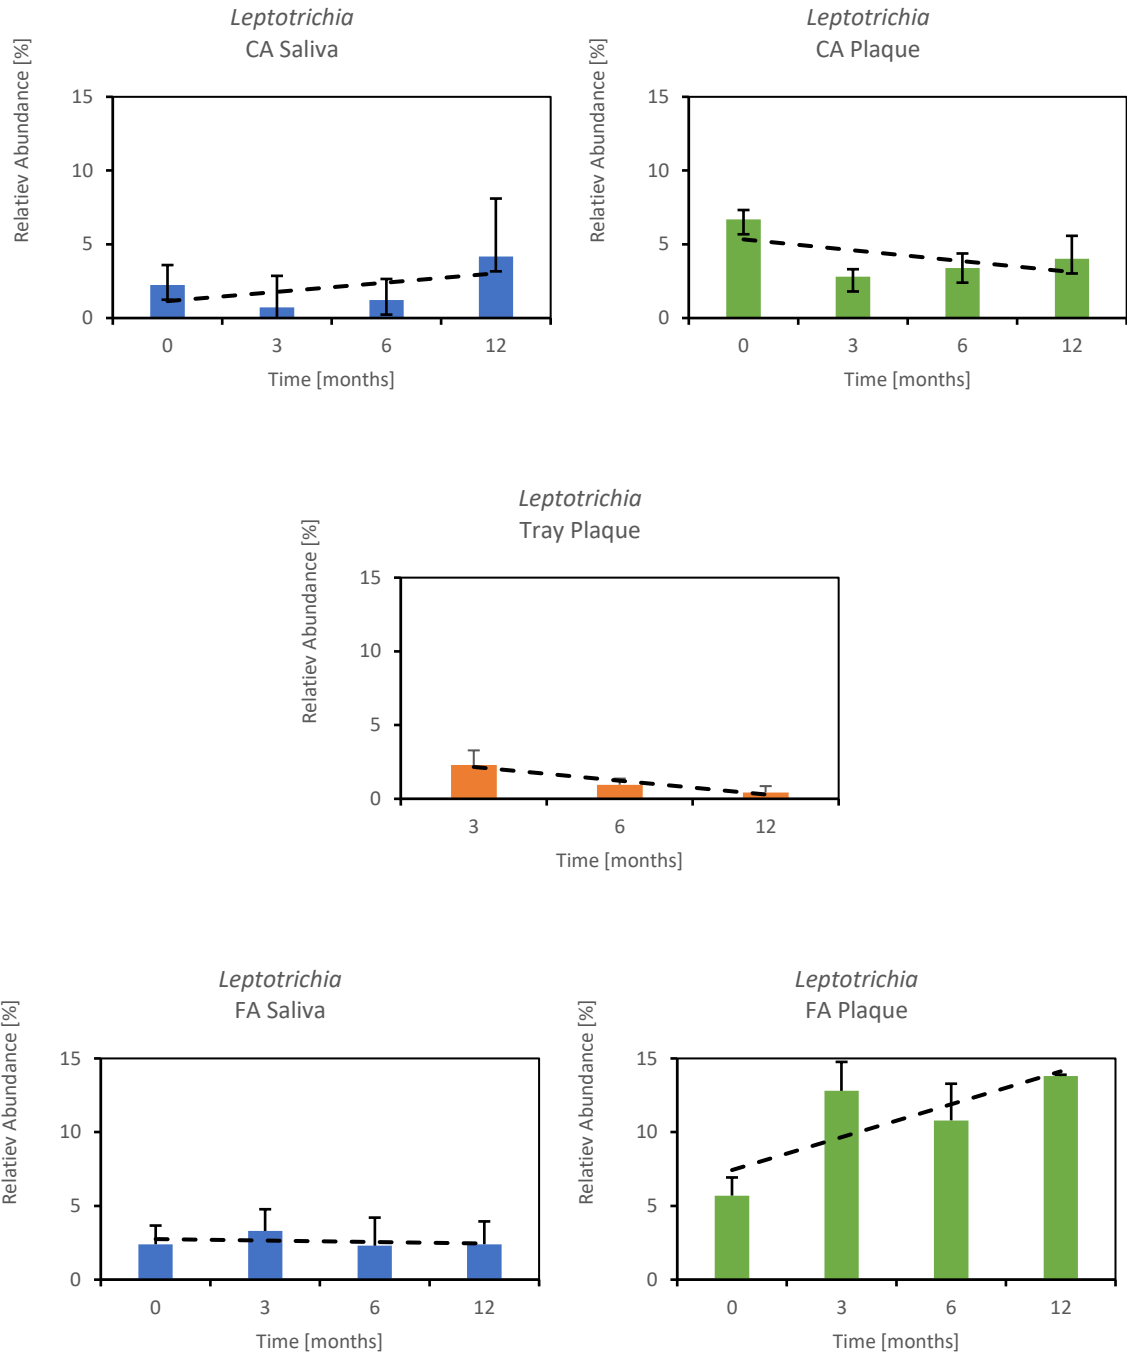 Leptotrichia
CA Saliva
Relatiev Abundance [%]
15
10
5
0
0 3 6 12
Time [months]
Leptotrichia
CA Plaque
Relatiev Abundance [%]
15
10
5
0
0 3 6 12
Time [months]
Leptotrichia
Tray Plaque
Relatiev Abundance [%]
15
10
5
0
3 6 12
Time [months]
Leptotrichia
FA Saliva
Relatiev Abundance [%]
15
10
5
0
0 3 6 12
Time [months]
Leptotrichia
FA Plaque
Relatiev Abundance [%]
15
10
5
0
0 3 6 12
Time [months]